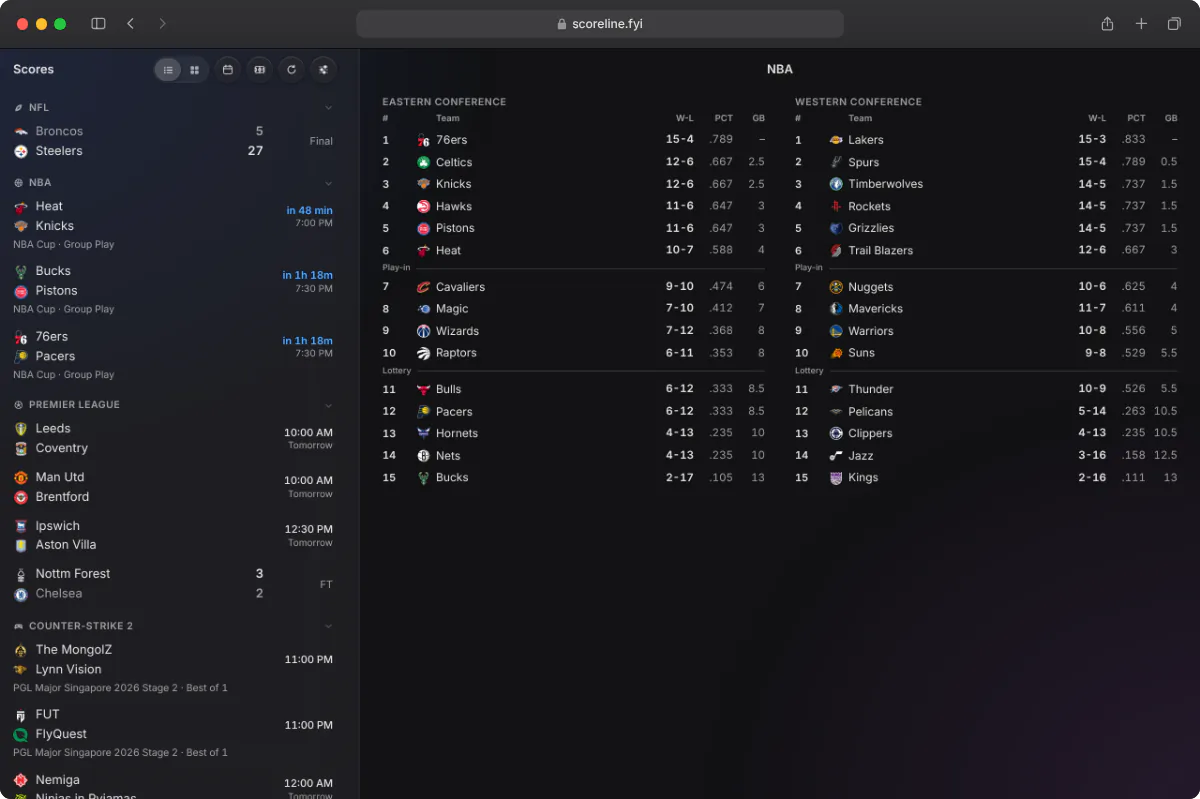 scoreline.fyi
Scores
NFL
Broncos 5
Steelers 27
Final
NBA
Heat
Knicks
in 48 min
7:00 PM
NBA Cup · Group Play
Bucks
Pistons
in 1h 18m
7:30 PM
NBA Cup · Group Play
76ers
Pacers
in 1h 18m
7:30 PM
NBA Cup · Group Play
PREMIER LEAGUE
Leeds
Coventry
10:00 AM
Tomorrow
Man Utd
Brentford
10:00 AM
Tomorrow
Ipswich
Aston Villa
12:30 PM
Tomorrow
Nottm Forest 3
Chelsea 2
FT
COUNTER-STRIKE 2
The MongolZ
Lynn Vision
11:00 PM
PGL Major Singapore 2026 Stage 2 · Best of 1
FUT
FlyQuest
11:00 PM
PGL Major Singapore 2026 Stage 2 · Best of 1
Nemiga
Ninjas in Pyjamas
12:00 AM
Tomorrow
NBA
EASTERN CONFERENCE
# Team W-L PCT GB
1 76ers 15-4 .789 –
2 Celtics 12-6 .667 2.5
3 Knicks 12-6 .667 2.5
4 Hawks 11-6 .647 3
5 Pistons 11-6 .647 3
6 Heat 10-7 .588 4
Play-in
7 Cavaliers 9-10 .474 6
8 Magic 7-10 .412 7
9 Wizards 7-12 .368 8
10 Raptors 6-11 .353 8
Lottery
11 Bulls 6-12 .333 8.5
12 Pacers 6-12 .333 8.5
13 Hornets 4-13 .235 10
14 Nets 4-13 .235 10
15 Bucks 2-17 .105 13
WESTERN CONFERENCE
# Team W-L PCT GB
1 Lakers 15-3 .833 –
2 Spurs 15-4 .789 0.5
3 Timberwolves 14-5 .737 1.5
4 Rockets 14-5 .737 1.5
5 Grizzlies 14-5 .737 1.5
6 Trail Blazers 12-6 .667 3
Play-in
7 Nuggets 10-6 .625 4
8 Mavericks 11-7 .611 4
9 Warriors 10-8 .556 5
10 Suns 9-8 .529 5.5
Lottery
11 Thunder 10-9 .526 5.5
12 Pelicans 5-14 .263 10.5
13 Clippers 4-13 .235 10.5
14 Jazz 3-16 .158 12.5
15 Kings 2-16 .111 13